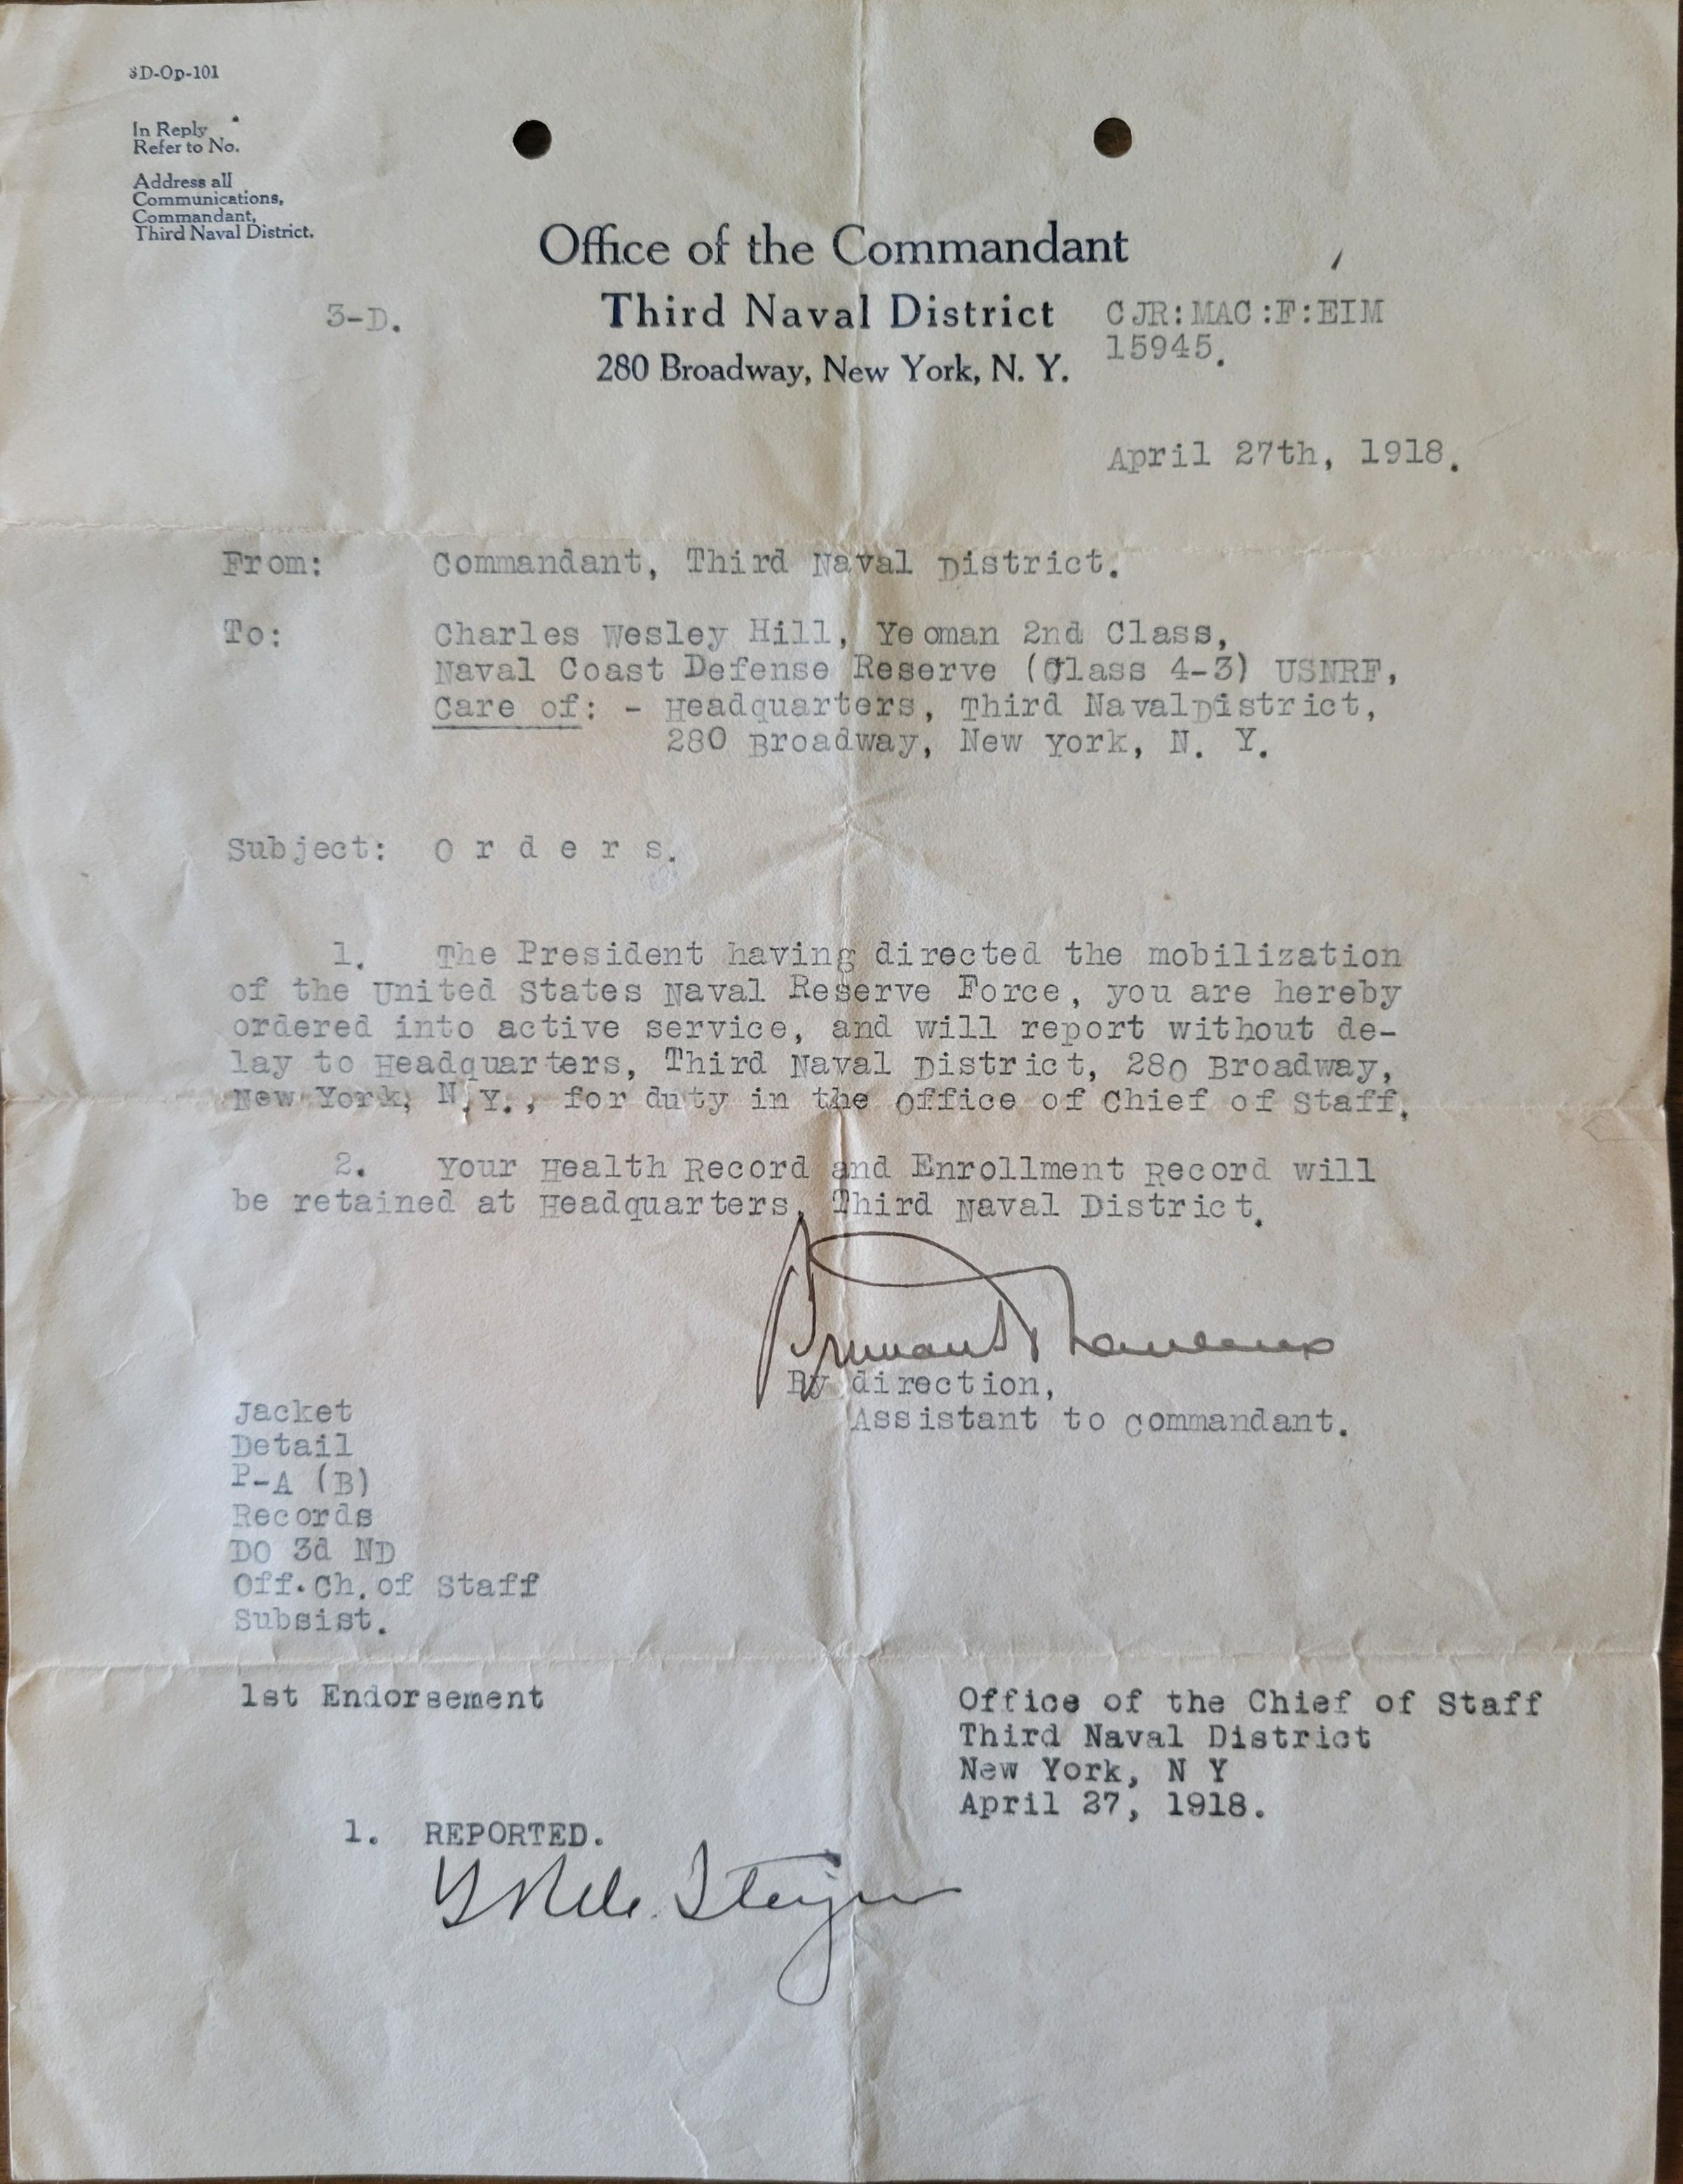 3D-Op-101
In Reply
Refer to No.
Address all
Communications,
Commandant,
Third Naval District.
Office of the Commandant
Third Naval District
280 Broadway, New York, N. Y.
3-D.
CJR:MAC:F:EIM
15945.
April 27th, 1918.
From: Commandant, Third Naval District.
To: Charles Wesley Hill, Yeoman 2nd Class,
Naval Coast Defense Reserve (Class 4-3) USNRF,
Care of: - Headquarters, Third NavalDistrict,
280 Broadway, New York, N. Y.
Subject: O r d e r s.
1. The President having directed the mobilization
of the United States Naval Reserve Force, you are hereby
ordered into active service, and will report without de-
lay to Headquarters, Third Naval District, 280 Broadway,
New York, N.Y., for duty in the Office of Chief of Staff.
2. Your Health Record and Enrollment Record will
be retained at Headquarters, Third Naval District.
By direction,
Assistant to Commandant.
Jacket
Detail
P-A (B)
Records
DO 3d ND
Off.Ch.of Staff
Subsist.
1st Endorsement
Office of the Chief of Staff
Third Naval District
New York, N Y
April 27, 1918.
1. REPORTED.